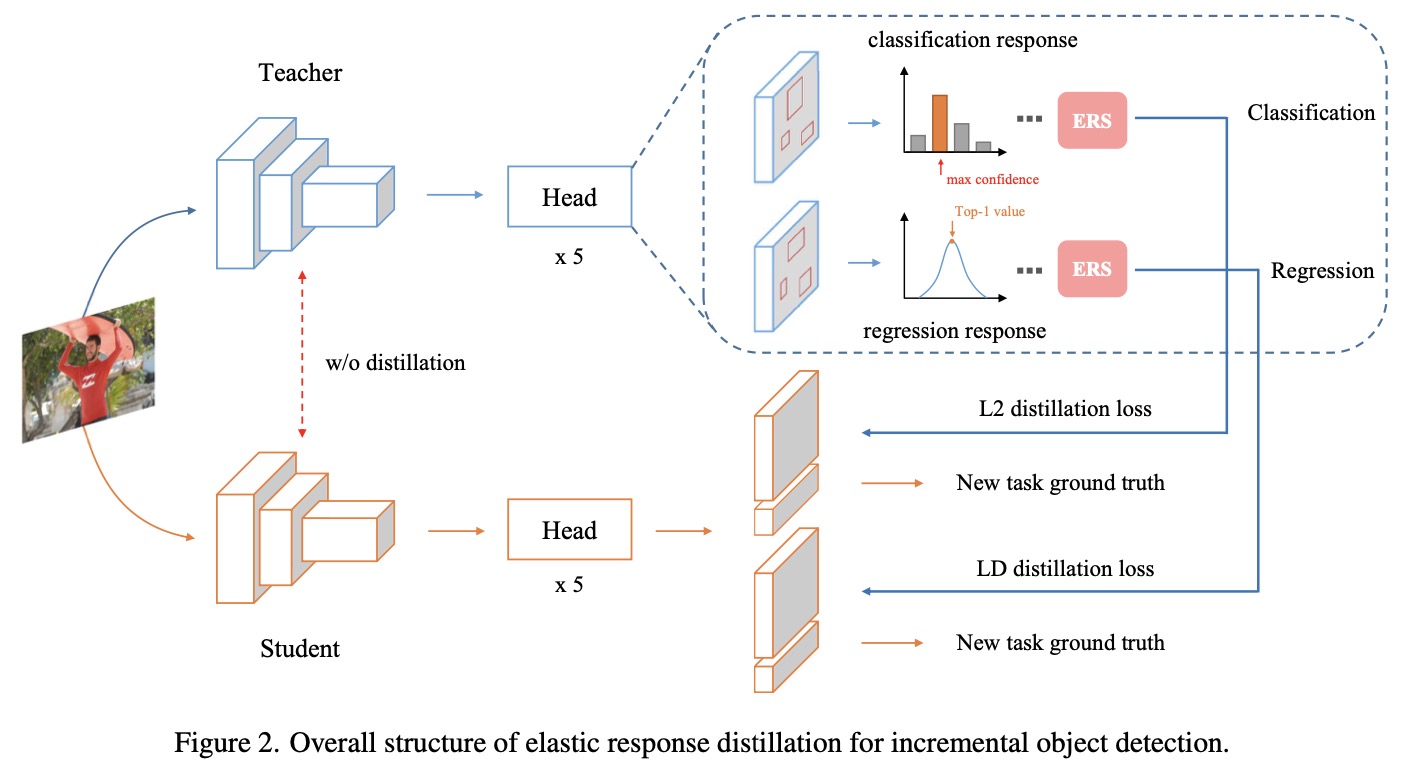 Teacher
classification response
Head
x 5
ERS
Classification
max confidence
Top-1 value
ERS
Regression
regression response
w/o distillation
L2 distillation loss
New task ground truth
Head
x 5
LD distillation loss
New task ground truth
Student
Figure 2. Overall structure of elastic response distillation for incremental object detection.